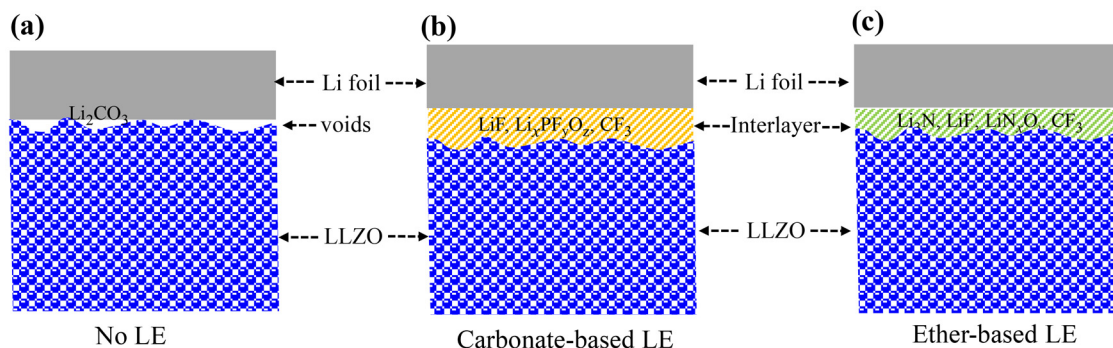 (a)
(b)
(c)
Li foil
Li foil
Li₂CO₃
voids
LiF, LiₓPFᵧO_z, CF₃
Interlayer
Li₃N, LiF, LiNₓO, CF₃
LLZO
LLZO
No LE
Carbonate-based LE
Ether-based LE